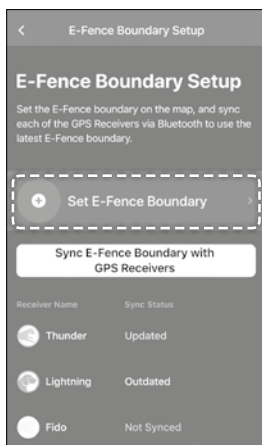 E-Fence Boundary Setup
E-Fence Boundary Setup
Set the E-Fence boundary on the map, and sync
each of the GPS Receivers via Bluetooth to use the
latest E-Fence boundary.
Set E-Fence Boundary
Sync E-Fence Boundary with
GPS Receivers
Receiver Name Sync Status
Thunder Updated
Lightning Outdated
Fido Not Synced